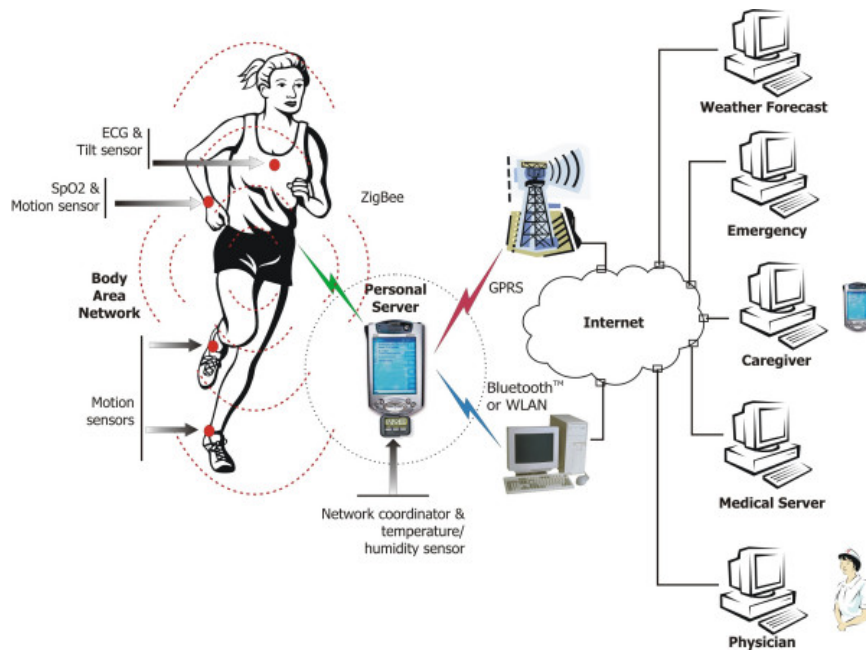 ECG &
Tilt sensor
SpO2 &
Motion sensor
Body
Area
Network
Motion
sensors
ZigBee
Personal
Server
Network coordinator &
temperature/
humidity sensor
GPRS
Bluetooth™
or WLAN
Internet
Weather Forecast
Emergency
Caregiver
Medical Server
Physician